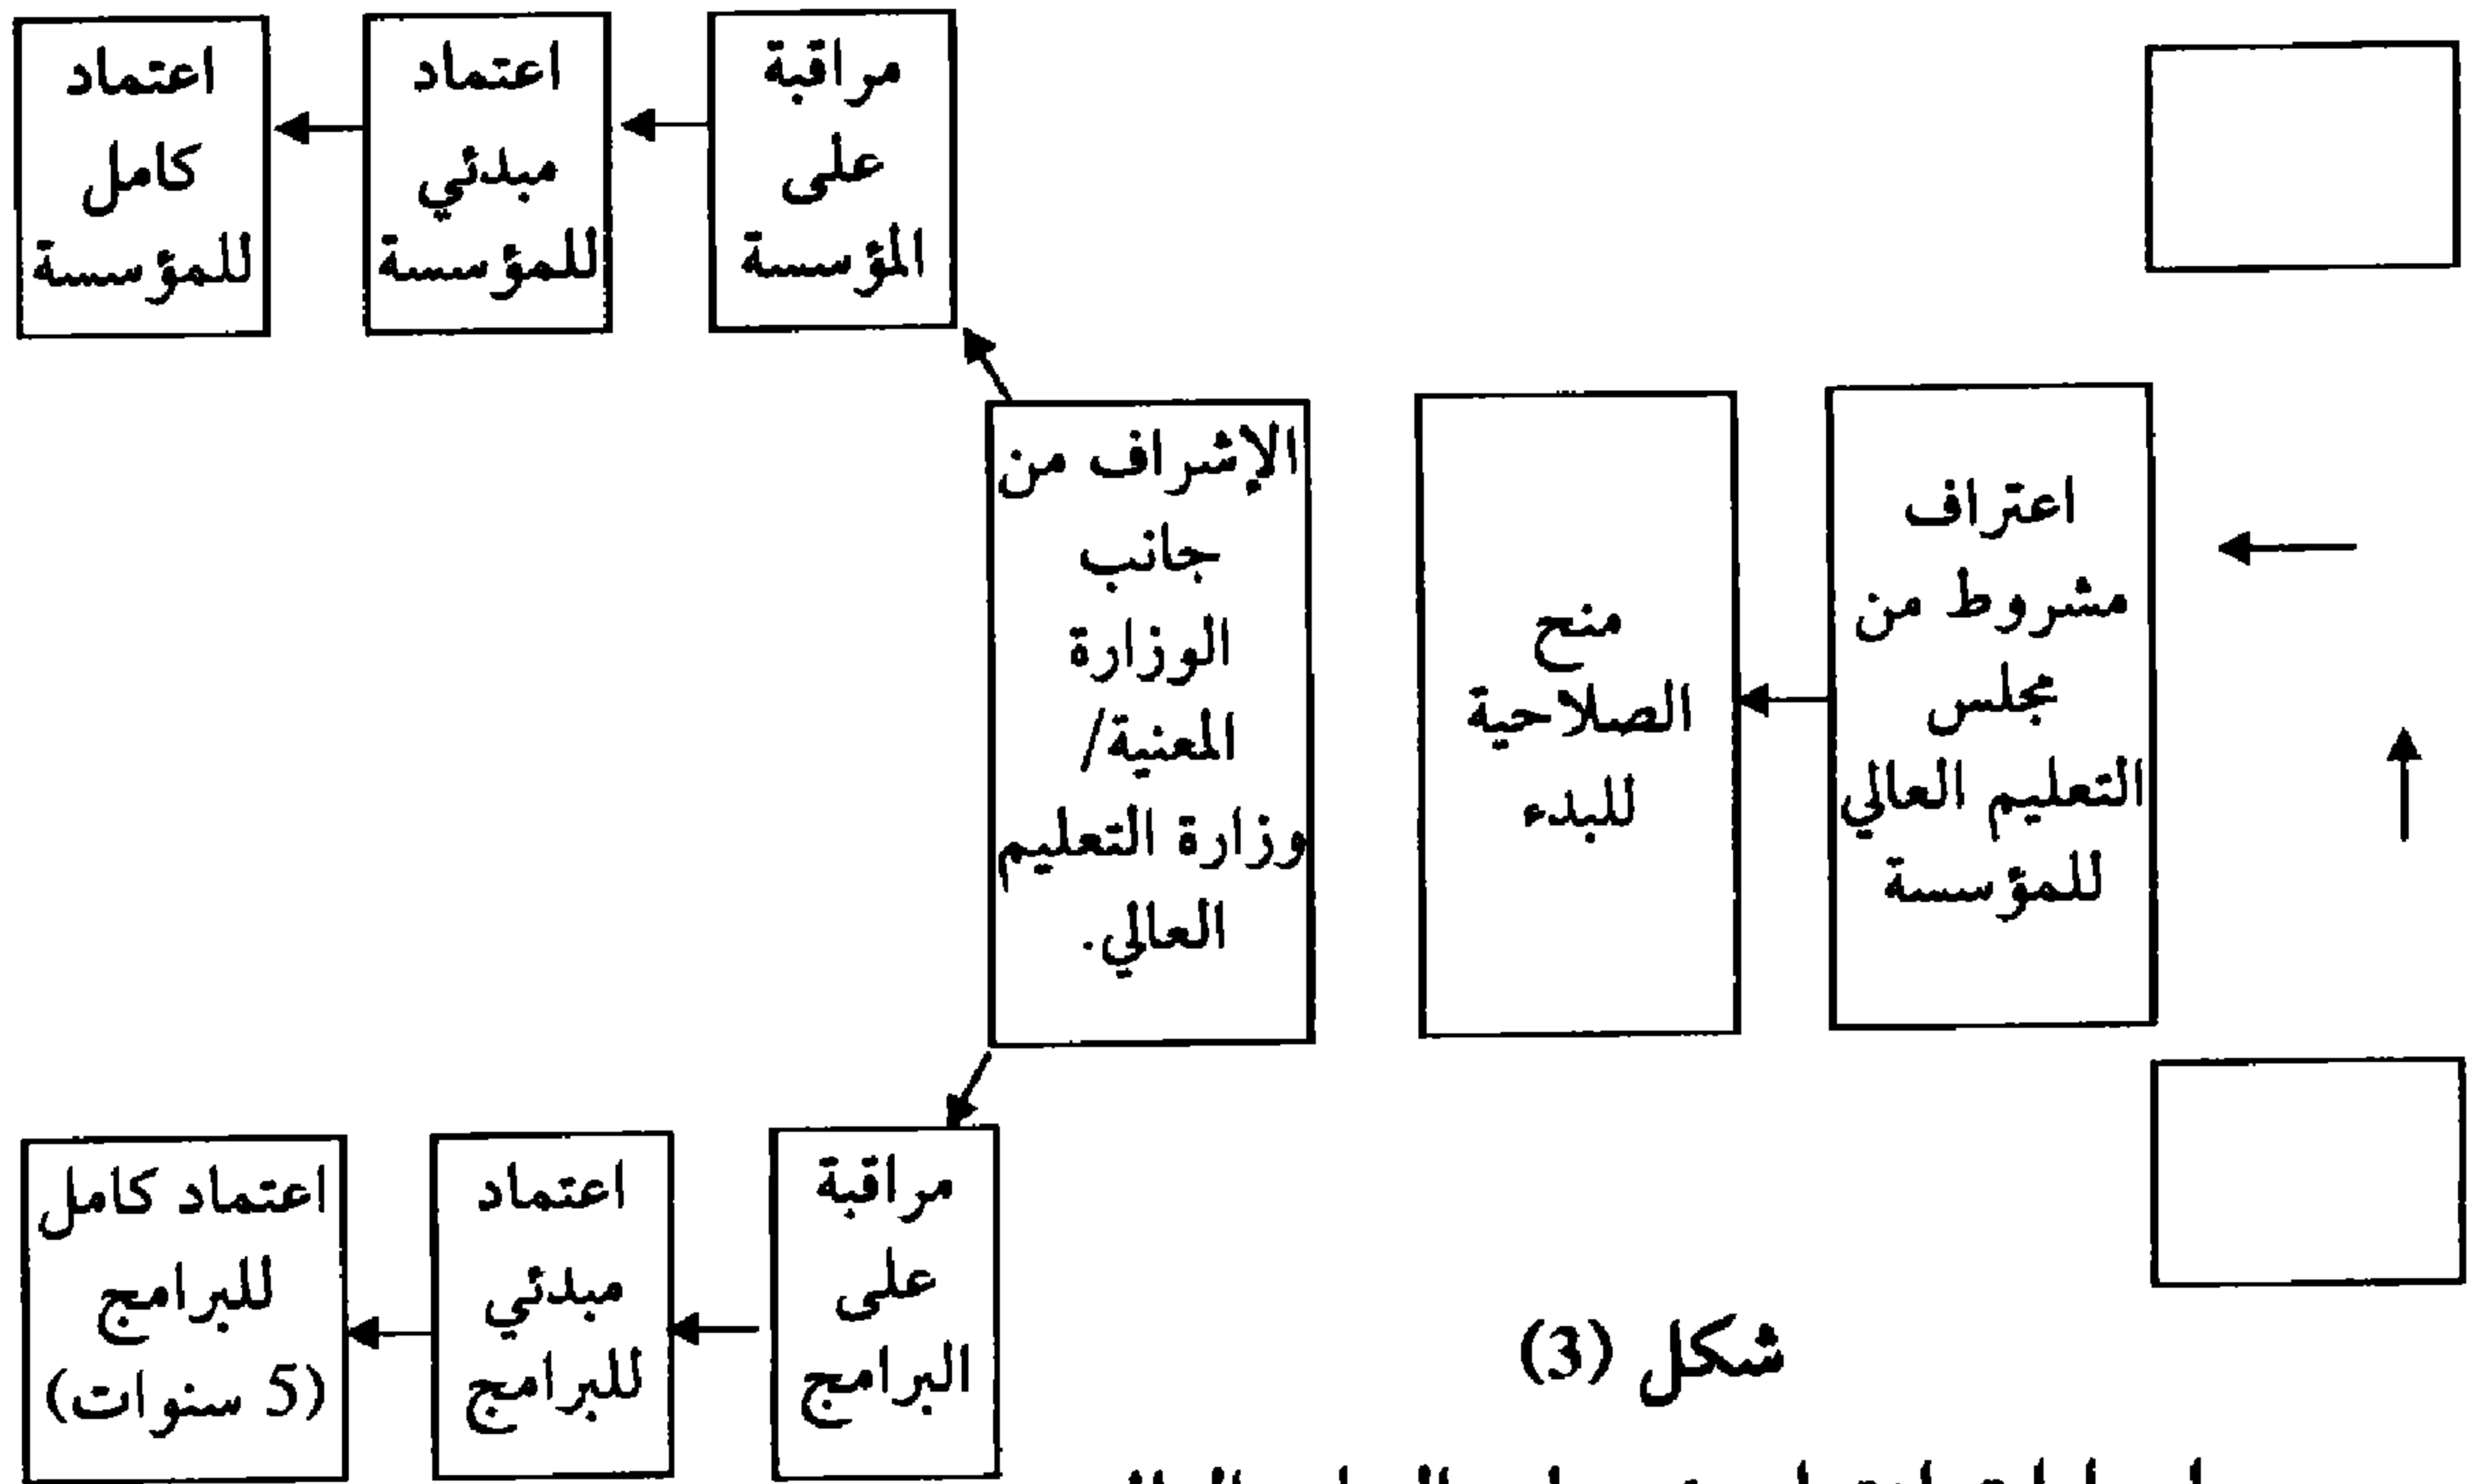 مراقبة
على
المؤسسة
اعتماد
مبدئي
للمؤسسة
اعتماد
كامل
للمؤسسة
اعتراف
مشروط من
مجلس
التعليم العالي
للمؤسسة
منح
الصلاحية
للبدء
الإشراف من
جانب
الوزارة
المعنية/
وزارة التعليم
العالي.
مراقبة
على
البرامج
اعتماد
مبدئي
للبرامج
اعتماد كامل
للبرامج
(5 سنوات)
شكل (3)